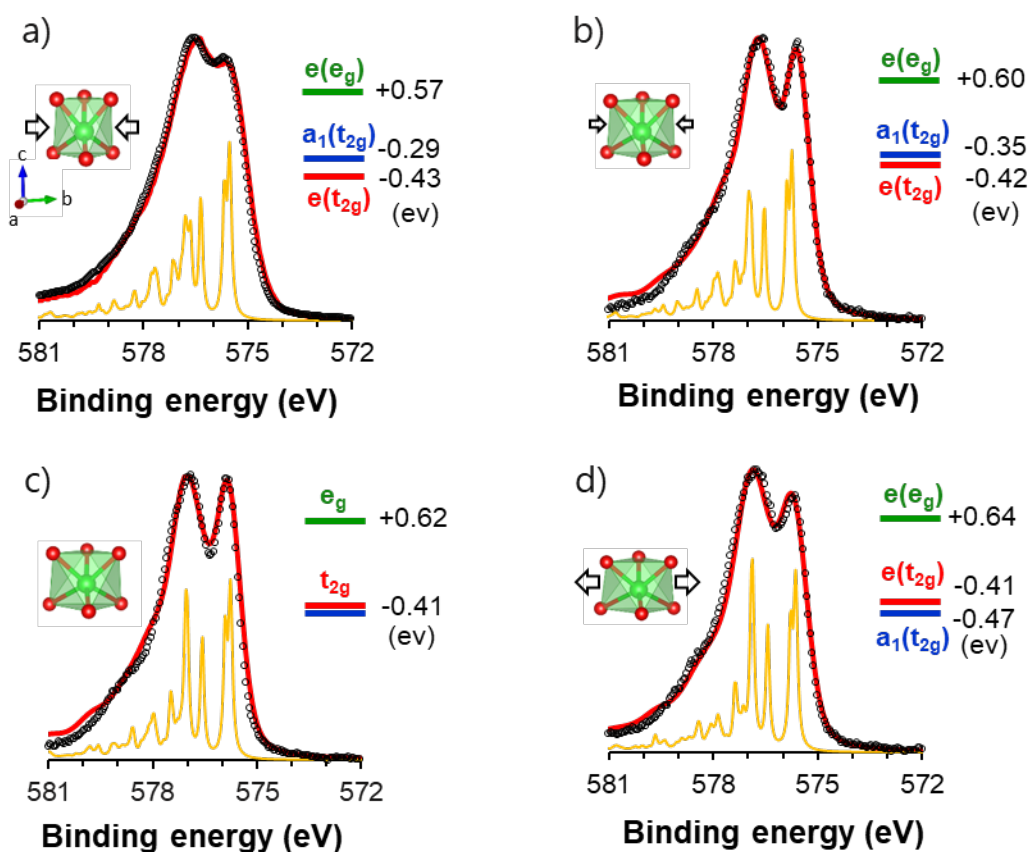 a)
e(eg)
+0.57
a1(t2g)
-0.29
e(t2g)
-0.43
(ev)
c
b
a
581 578 575 572
Binding energy (eV)
b)
e(eg)
+0.60
a1(t2g)
-0.35
e(t2g)
-0.42
(ev)
581 578 575 572
Binding energy (eV)
c)
eg
+0.62
t2g
-0.41
(ev)
581 578 575 572
Binding energy (eV)
d)
e(eg)
+0.64
e(t2g)
-0.41
-0.47
a1(t2g)
(ev)
581 578 575 572
Binding energy (eV)